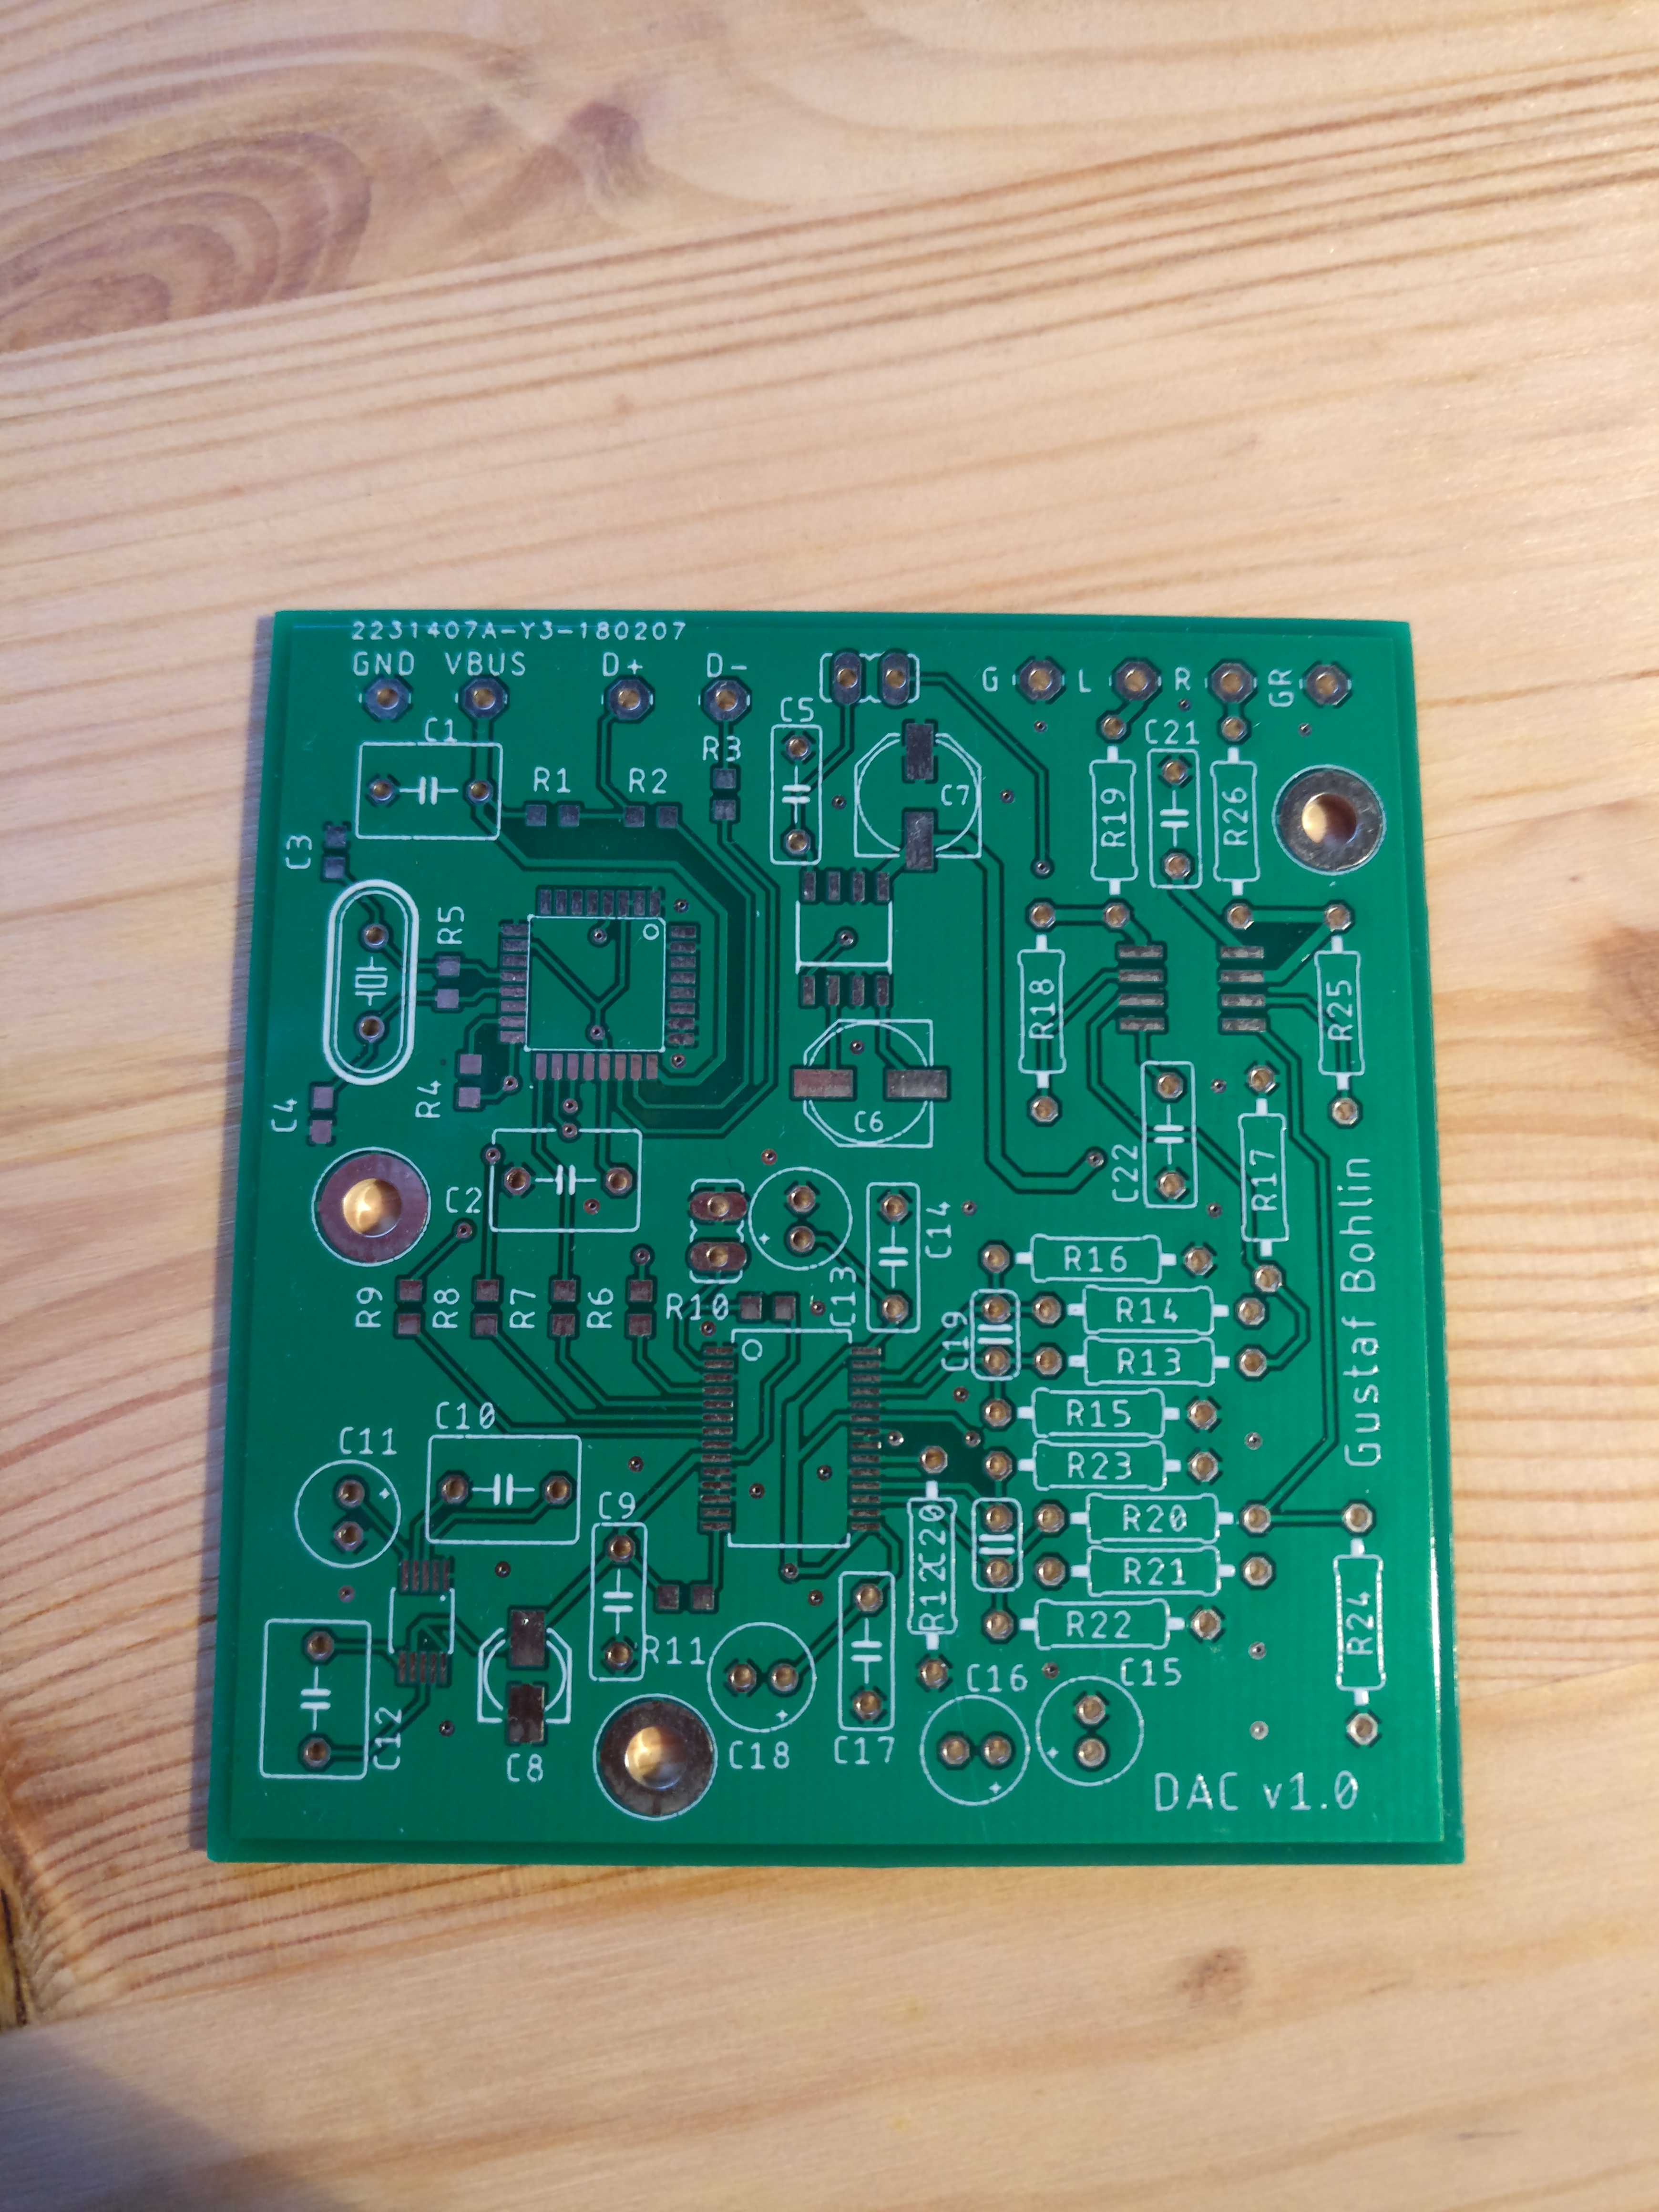 2231407A-Y3-180207
GND VBUS D+ D-
G L R GR
C1
C5
C21
R3
R1 R2
C7
R19
R26
C3
R5
R18
R25
R4
C4
C6
C22
R17
C2
C14
R16
R9 R8 R7 R6
R10
C13
R14
C19
R13
Gustaf Bohlin
R15
C10
C11
R23
C9
R20
C20
R12
R21
R22
R24
R11
C16 C15
C12
C8
C18 C17
DAC v1.0